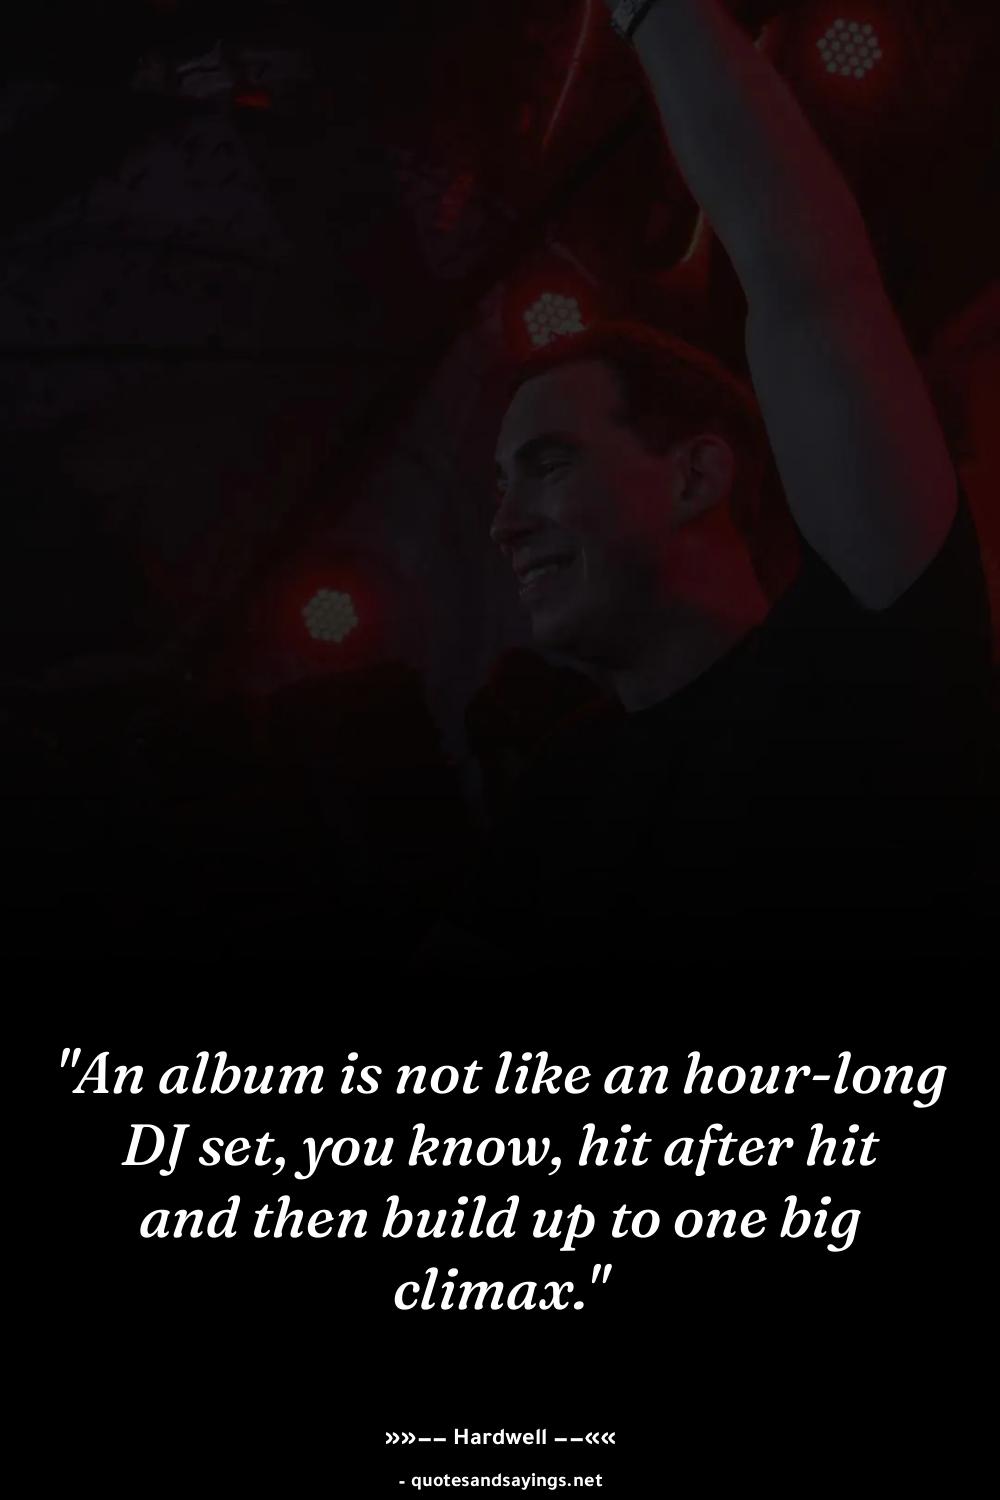 "An album is not like an hour-long
DJ set, you know, hit after hit
and then build up to one big
climax."
»»−− Hardwell −−««
- quotesandsayings.net